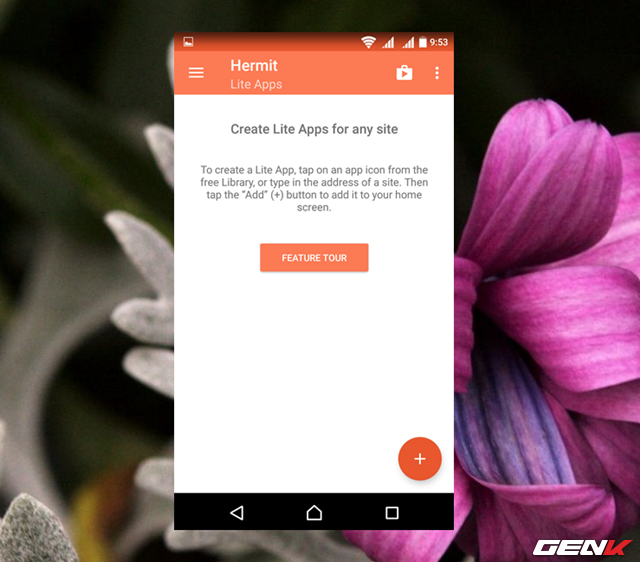 9:53
Hermit
Lite Apps
Create Lite Apps for any site
To create a Lite App, tap on an app icon from the
free Library, or type in the address of a site. Then
tap the “Add” (+) button to add it to your home
screen.
FEATURE TOUR
+
GENK